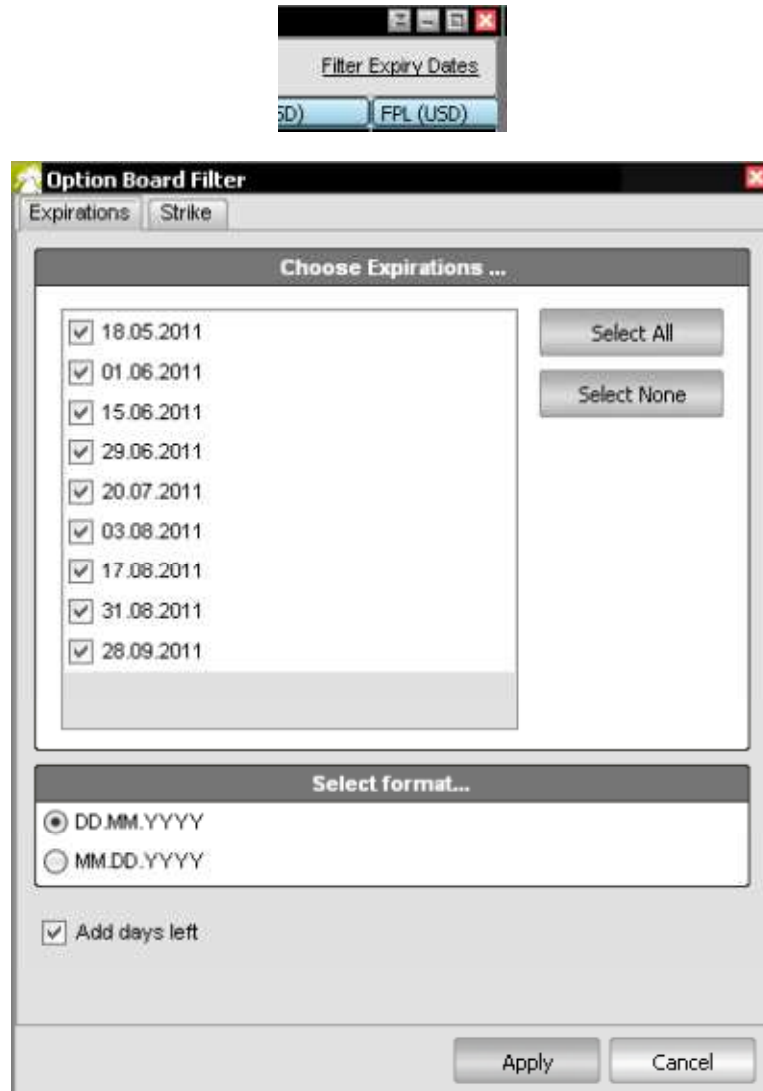 Filter Expiry Dates
SD) FPL (USD)
Option Board Filter
Expirations Strike
Choose Expirations ...
18.05.2011 Select All
01.06.2011
15.06.2011 Select None
29.06.2011
20.07.2011
03.08.2011
17.08.2011
31.08.2011
28.09.2011
Select format...
DD.MM.YYYY
MM.DD.YYYY
Add days left
Apply Cancel